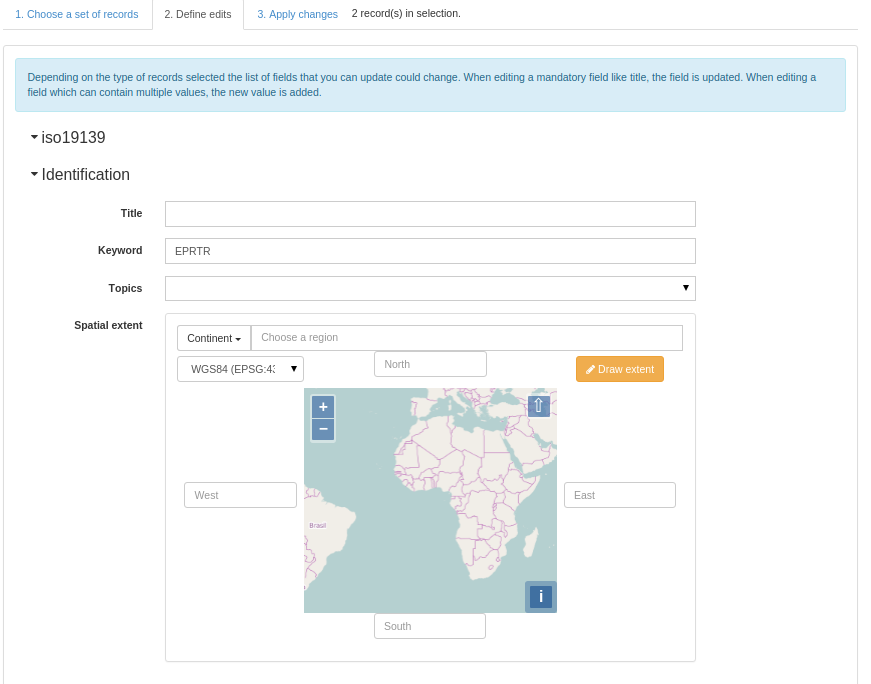 1. Choose a set of records 2. Define edits 3. Apply changes 2 record(s) in selection.
Depending on the type of records selected the list of fields that you can update could change. When editing a mandatory field like title, the field is updated. When editing a
field which can contain multiple values, the new value is added.
iso19139
Identification
Title
Keyword EPRTR
Topics
Spatial extent
Continent Choose a region
WGS84 (EPSG:43 North Draw extent
+
−
West East
Brasil
i
South